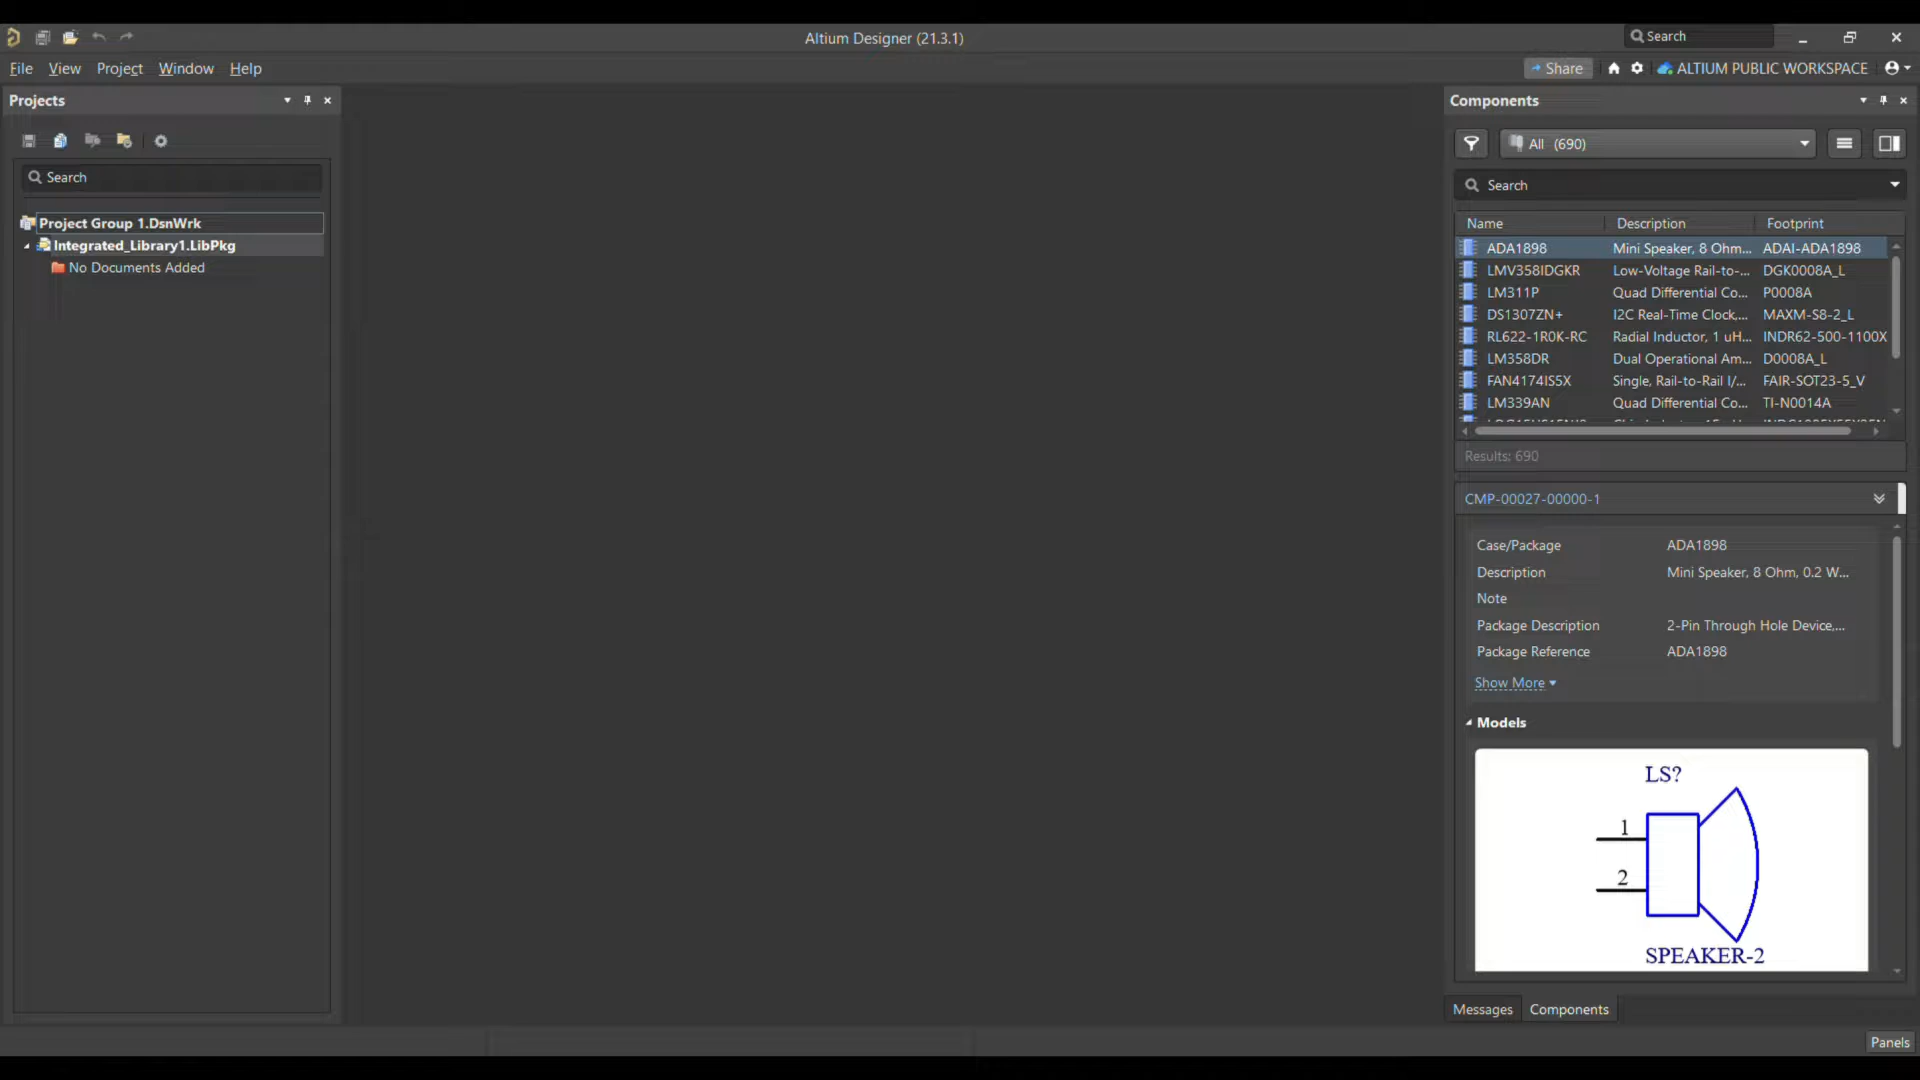 Altium Designer (21.3.1)
Search
File View Project Window Help
Share
ALTIUM PUBLIC WORKSPACE
Projects
Search
Project Group 1.DsnWrk
Integrated_Library1.LibPkg
No Documents Added
Components
All (690)
Search
Name Description Footprint
ADA1898 Mini Speaker, 8 Ohm... ADAI-ADA1898
LMV358IDGKR Low-Voltage Rail-to-... DGK0008A_L
LM311P Quad Differential Co... P0008A
DS1307ZN+ I2C Real-Time Clock,... MAXM-S8-2_L
RL622-1R0K-RC Radial Inductor, 1 uH... INDR62-500-1100X
LM358DR Dual Operational Am... D0008A_L
FAN4174IS5X Single, Rail-to-Rail I/... FAIR-SOT23-5_V
LM339AN Quad Differential Co... TI-N0014A
Results: 690
CMP-00027-00000-1
Case/Package ADA1898
Description Mini Speaker, 8 Ohm, 0.2 W...
Note
Package Description 2-Pin Through Hole Device,...
Package Reference ADA1898
Show More
Models
LS?
1
2
SPEAKER-2
Messages Components
Panels